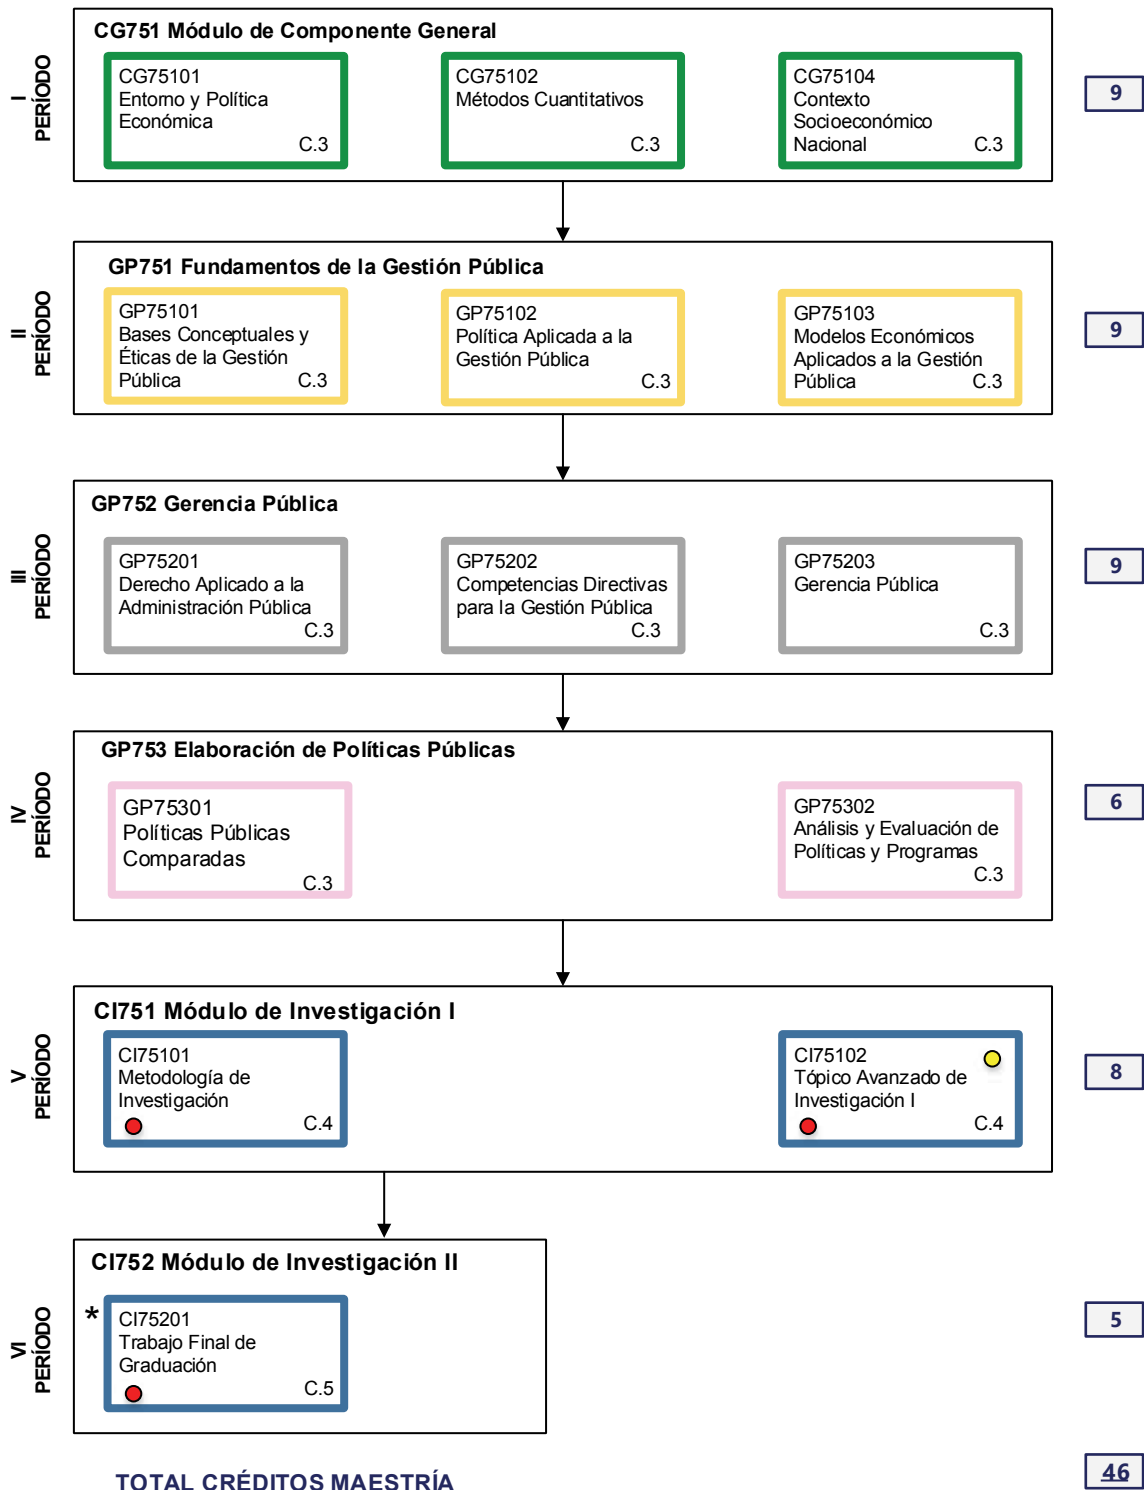 I
PERÍODO
CG751 Módulo de Componente General
CG75101
Entorno y Política
Económica
C.3
CG75102
Métodos Cuantitativos
C.3
CG75104
Contexto
Socioeconómico
Nacional C.3
9
II
PERÍODO
GP751 Fundamentos de la Gestión Pública
GP75101
Bases Conceptuales y
Éticas de la Gestión
Pública C.3
GP75102
Política Aplicada a la
Gestión Pública
C.3
GP75103
Modelos Económicos
Aplicados a la Gestión
Pública C.3
9
III
PERÍODO
GP752 Gerencia Pública
GP75201
Derecho Aplicado a la
Administración Pública
C.3
GP75202
Competencias Directivas
para la Gestión Pública
C.3
GP75203
Gerencia Pública
C.3
9
IV
PERÍODO
GP753 Elaboración de Políticas Públicas
GP75301
Políticas Públicas
Comparadas
C.3
GP75302
Análisis y Evaluación de
Políticas y Programas
C.3
6
V
PERÍODO
CI751 Módulo de Investigación I
CI75101
Metodología de
Investigación
C.4
CI75102
Tópico Avanzado de
Investigación I
C.4
8
VI
PERÍODO
CI752 Módulo de Investigación II
*
CI75201
Trabajo Final de
Graduación
C.5
5
TOTAL CRÉDITOS MAESTRÍA
46